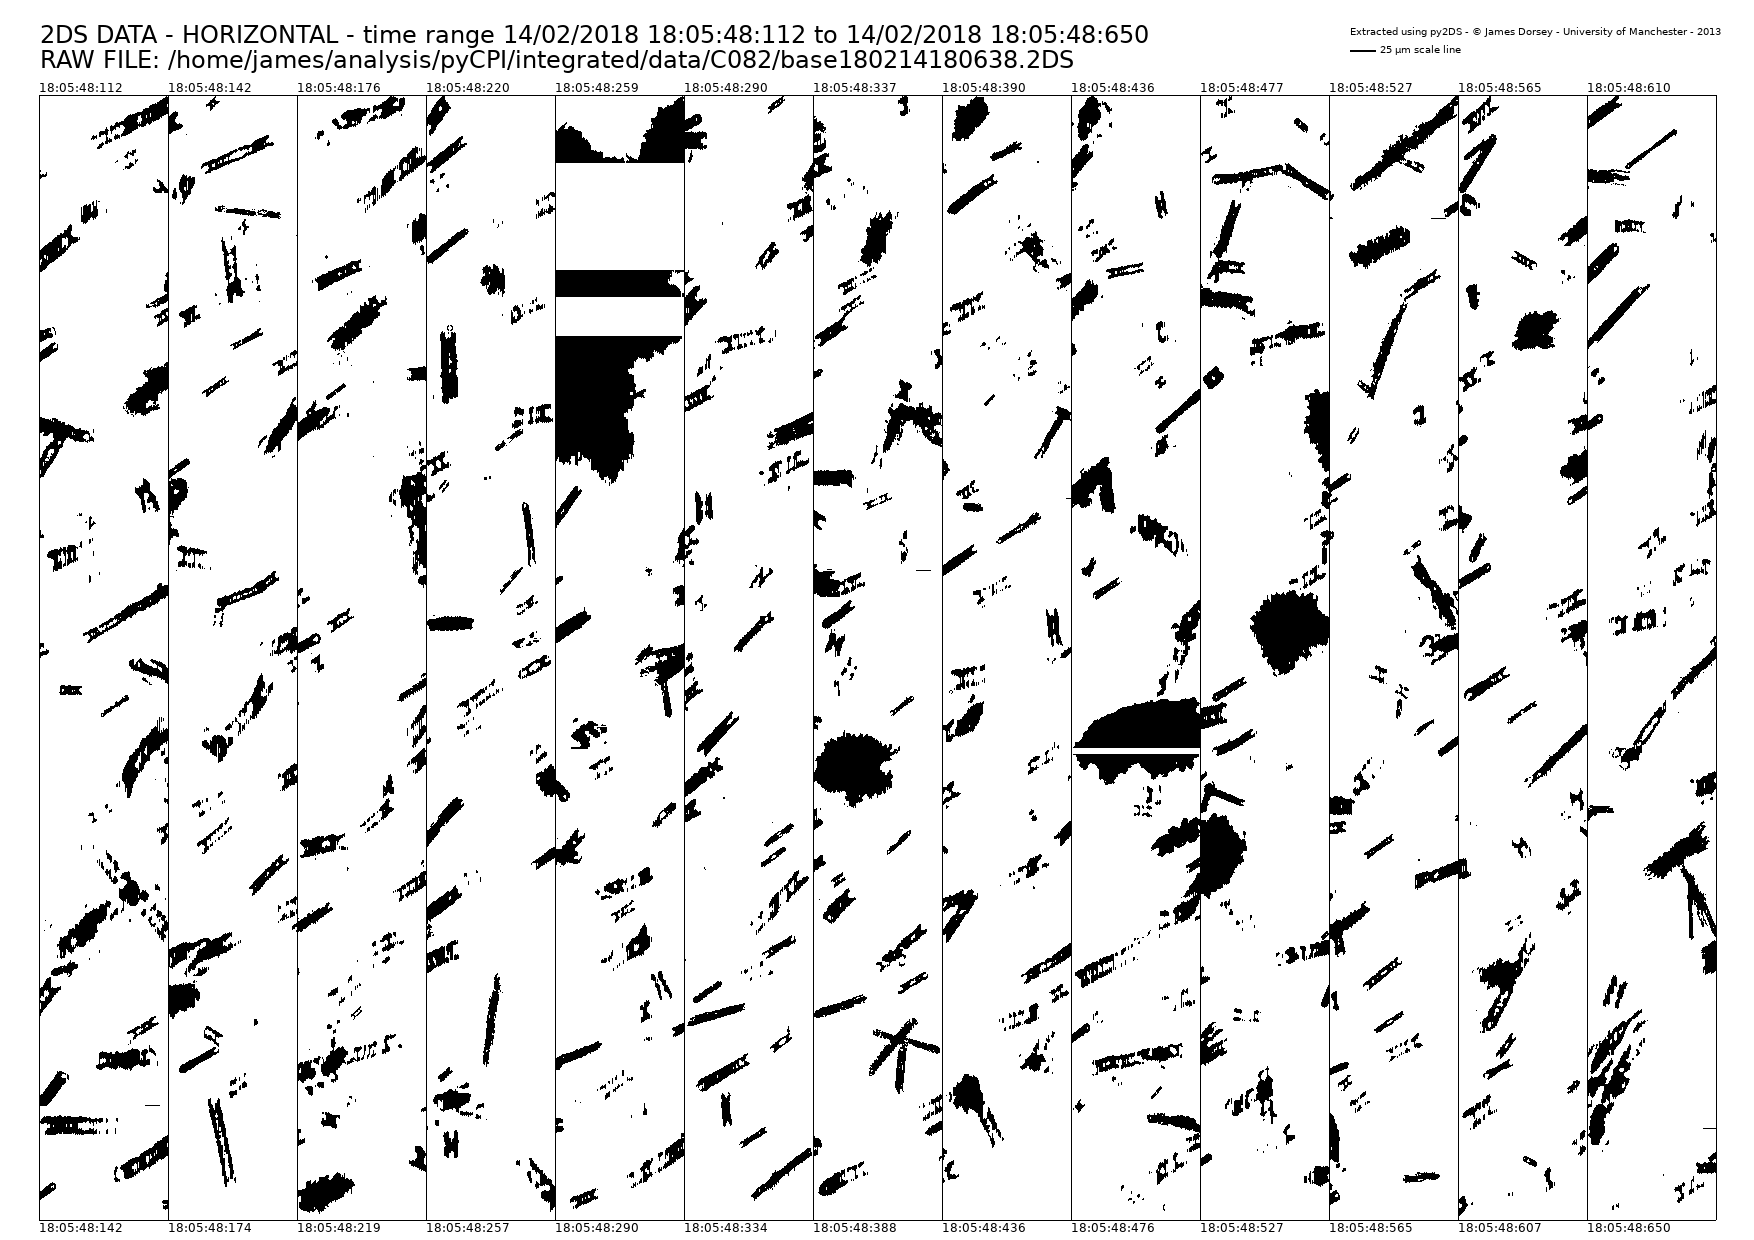 2DS DATA - HORIZONTAL - time range 14/02/2018 18:05:48:112 to 14/02/2018 18:05:48:650
RAW FILE: /home/james/analysis/pyCPI/integrated/data/C082/base180214180638.2DS
Extracted using py2DS - © James Dorsey - University of Manchester - 2013
25 µm scale line
18:05:48:112 18:05:48:142 18:05:48:176 18:05:48:220 18:05:48:259 18:05:48:290 18:05:48:337 18:05:48:390 18:05:48:436 18:05:48:477 18:05:48:527 18:05:48:565 18:05:48:610
18:05:48:142 18:05:48:174 18:05:48:219 18:05:48:257 18:05:48:290 18:05:48:334 18:05:48:388 18:05:48:436 18:05:48:476 18:05:48:527 18:05:48:565 18:05:48:607 18:05:48:650